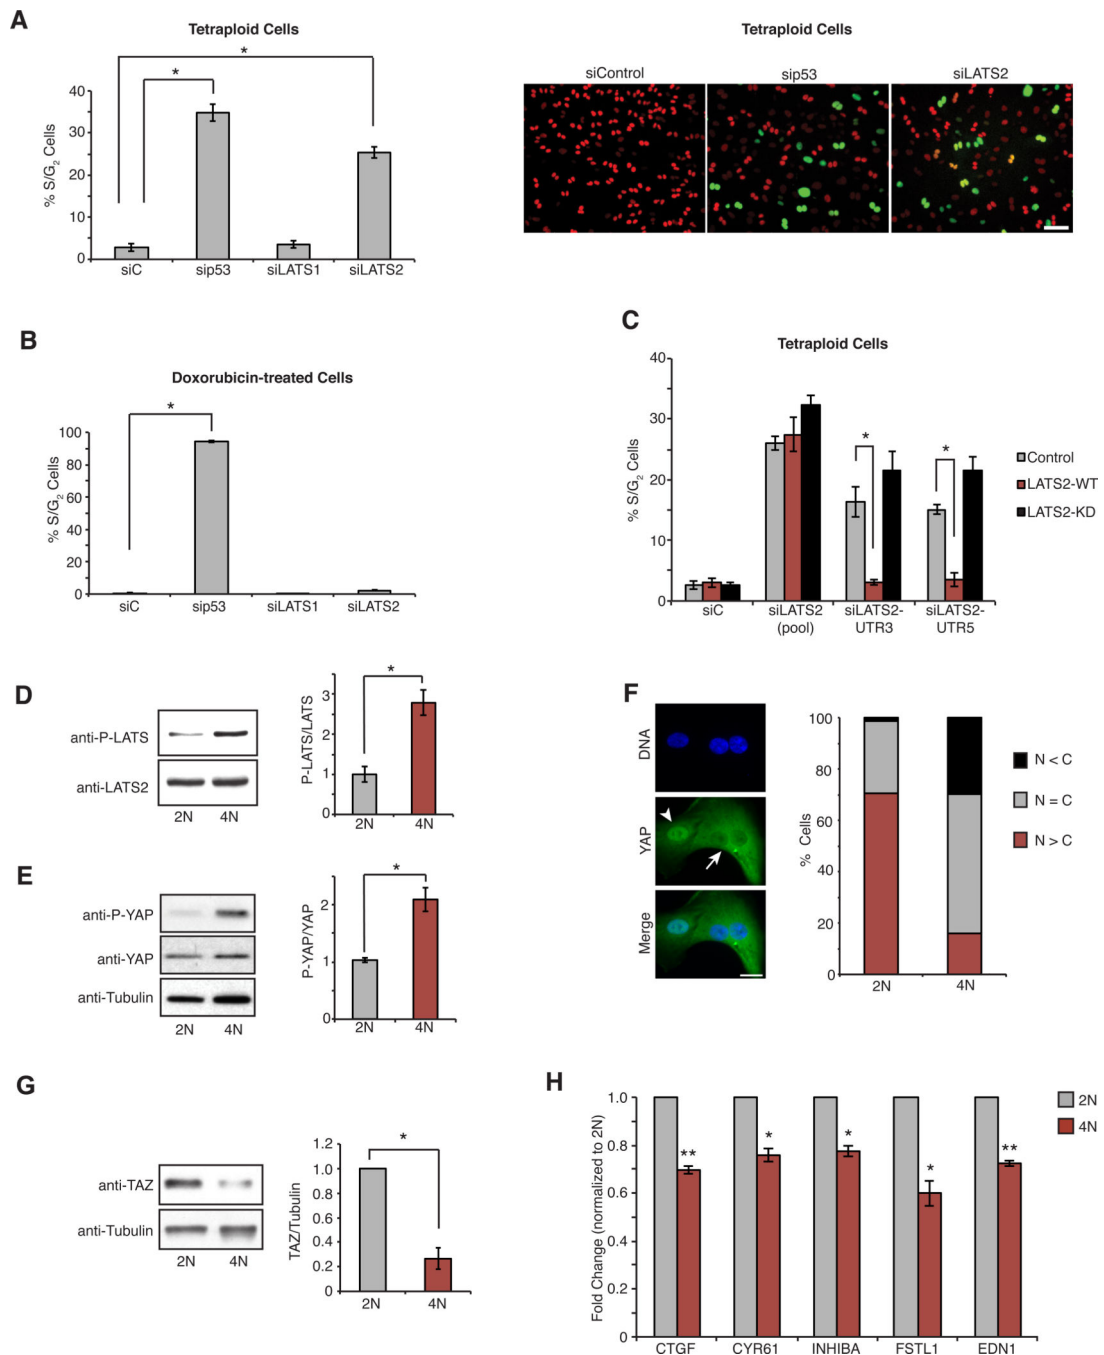 A
Tetraploid Cells
*
*
% S/G₂ Cells
40
30
20
10
0
siC
sip53
siLATS1
siLATS2
Tetraploid Cells
siControl
sip53
siLATS2
B
Doxorubicin-treated Cells
*
% S/G₂ Cells
100
80
60
40
20
0
siC
sip53
siLATS1
siLATS2
C
Tetraploid Cells
% S/G₂ Cells
40
30
20
10
0
*
*
siC
siLATS2 (pool)
siLATS2-UTR3
siLATS2-UTR5
Control
LATS2-WT
LATS2-KD
D
anti-P-LATS
anti-LATS2
2N
4N
P-LATS/LATS
3
2
1
0
*
2N
4N
E
anti-P-YAP
anti-YAP
anti-Tubulin
2N
4N
P-YAP/YAP
2
1
0
*
2N
4N
F
DNA
YAP
Merge
% Cells
100
80
60
40
20
0
2N
4N
N < C
N = C
N > C
G
anti-TAZ
anti-Tubulin
2N
4N
TAZ/Tubulin
1.2
1
0.8
0.6
0.4
0.2
0
*
2N
4N
H
Fold Change (normalized to 2N)
1.0
0.8
0.6
0.4
0.2
0
**
*
*
*
**
CTGF
CYR61
INHIBA
FSTL1
EDN1
2N
4N